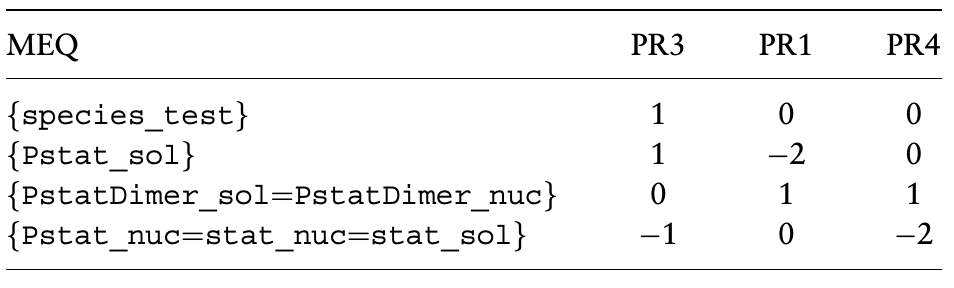 MEQ PR3 PR1 PR4
{species_test} 1 0 0
{Pstat_sol} 1 −2 0
{PstatDimer_sol=PstatDimer_nuc} 0 1 1
{Pstat_nuc=stat_nuc=stat_sol} −1 0 −2